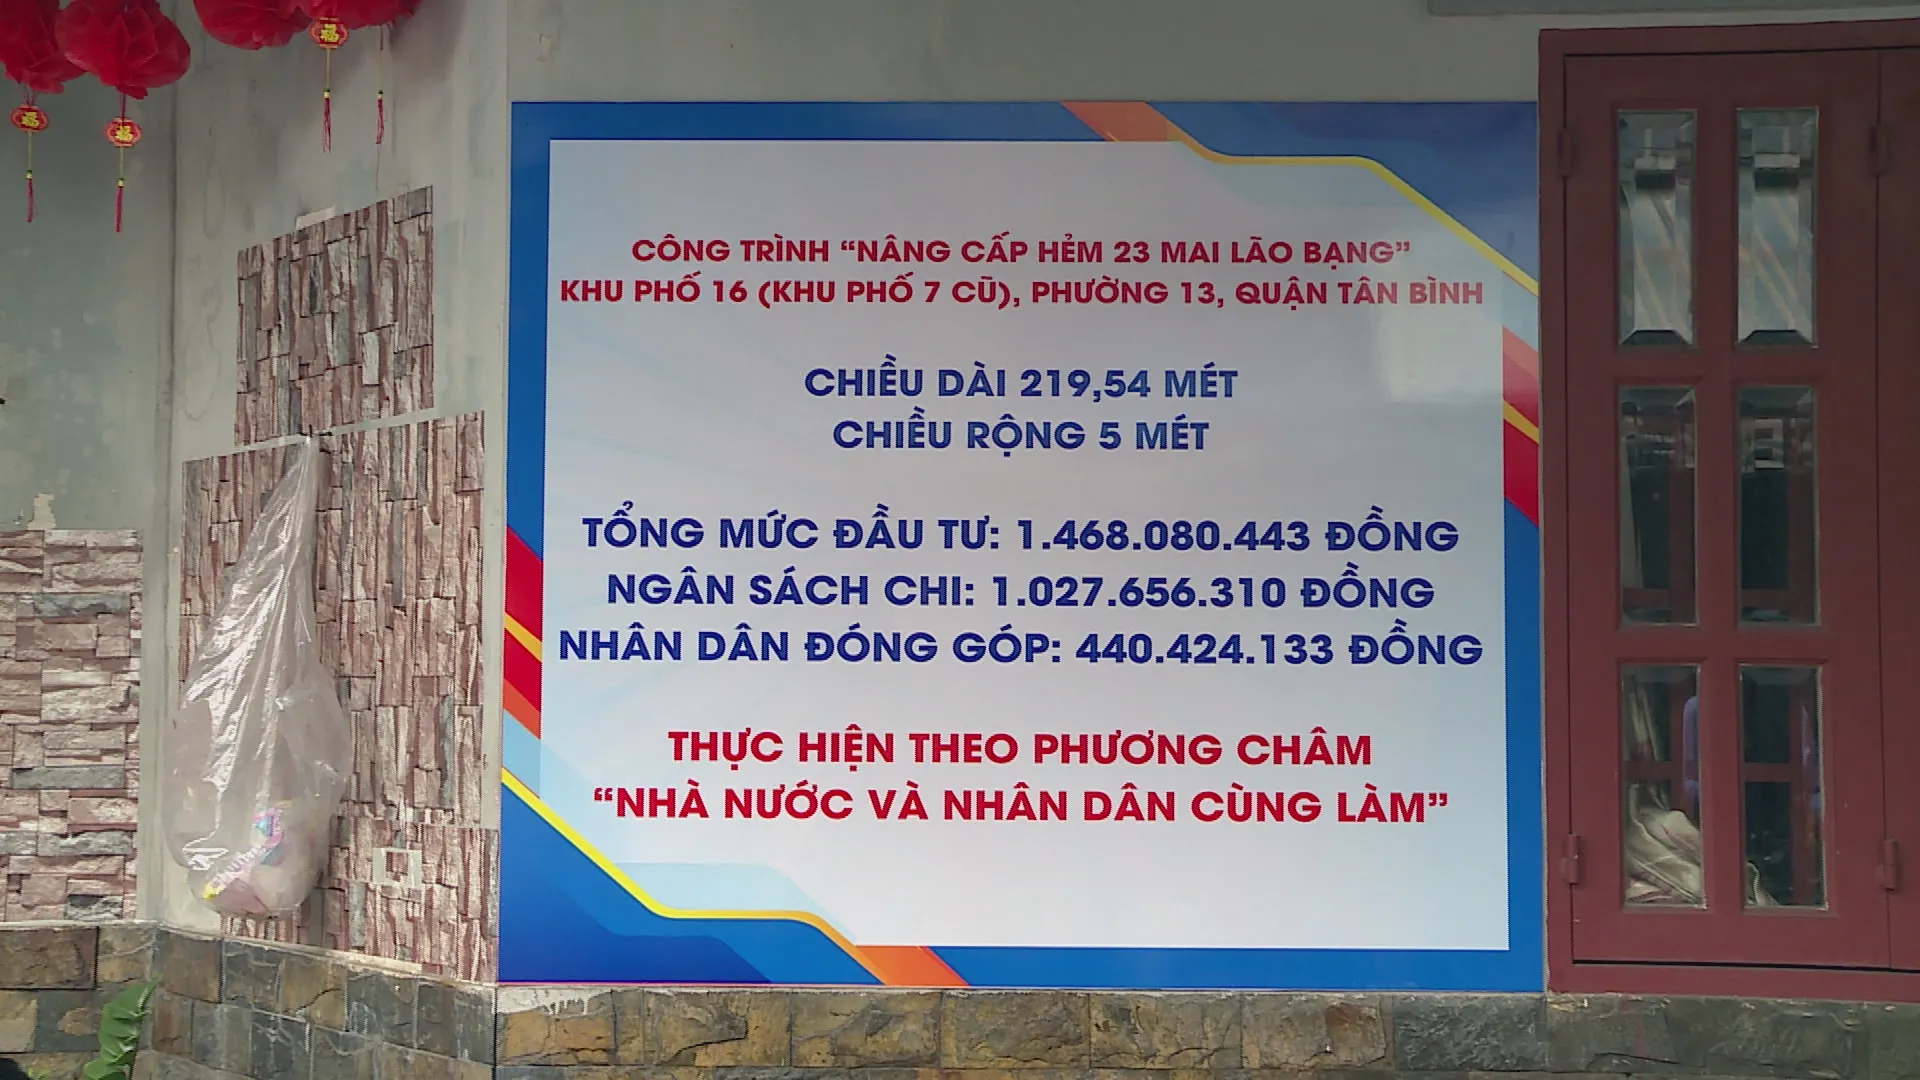 福
福
福
CÔNG TRÌNH “NÂNG CẤP HẺM 23 MAI LÃO BẠNG”
KHU PHỐ 16 (KHU PHỐ 7 CŨ), PHƯỜNG 13, QUẬN TÂN BÌNH
CHIỀU DÀI 219,54 MÉT
CHIỀU RỘNG 5 MÉT
TỔNG MỨC ĐẦU TƯ: 1.468.080.443 ĐỒNG
NGÂN SÁCH CHI: 1.027.656.310 ĐỒNG
NHÂN DÂN ĐÓNG GÓP: 440.424.133 ĐỒNG
THỰC HIỆN THEO PHƯƠNG CHÂM
“NHÀ NƯỚC VÀ NHÂN DÂN CÙNG LÀM”